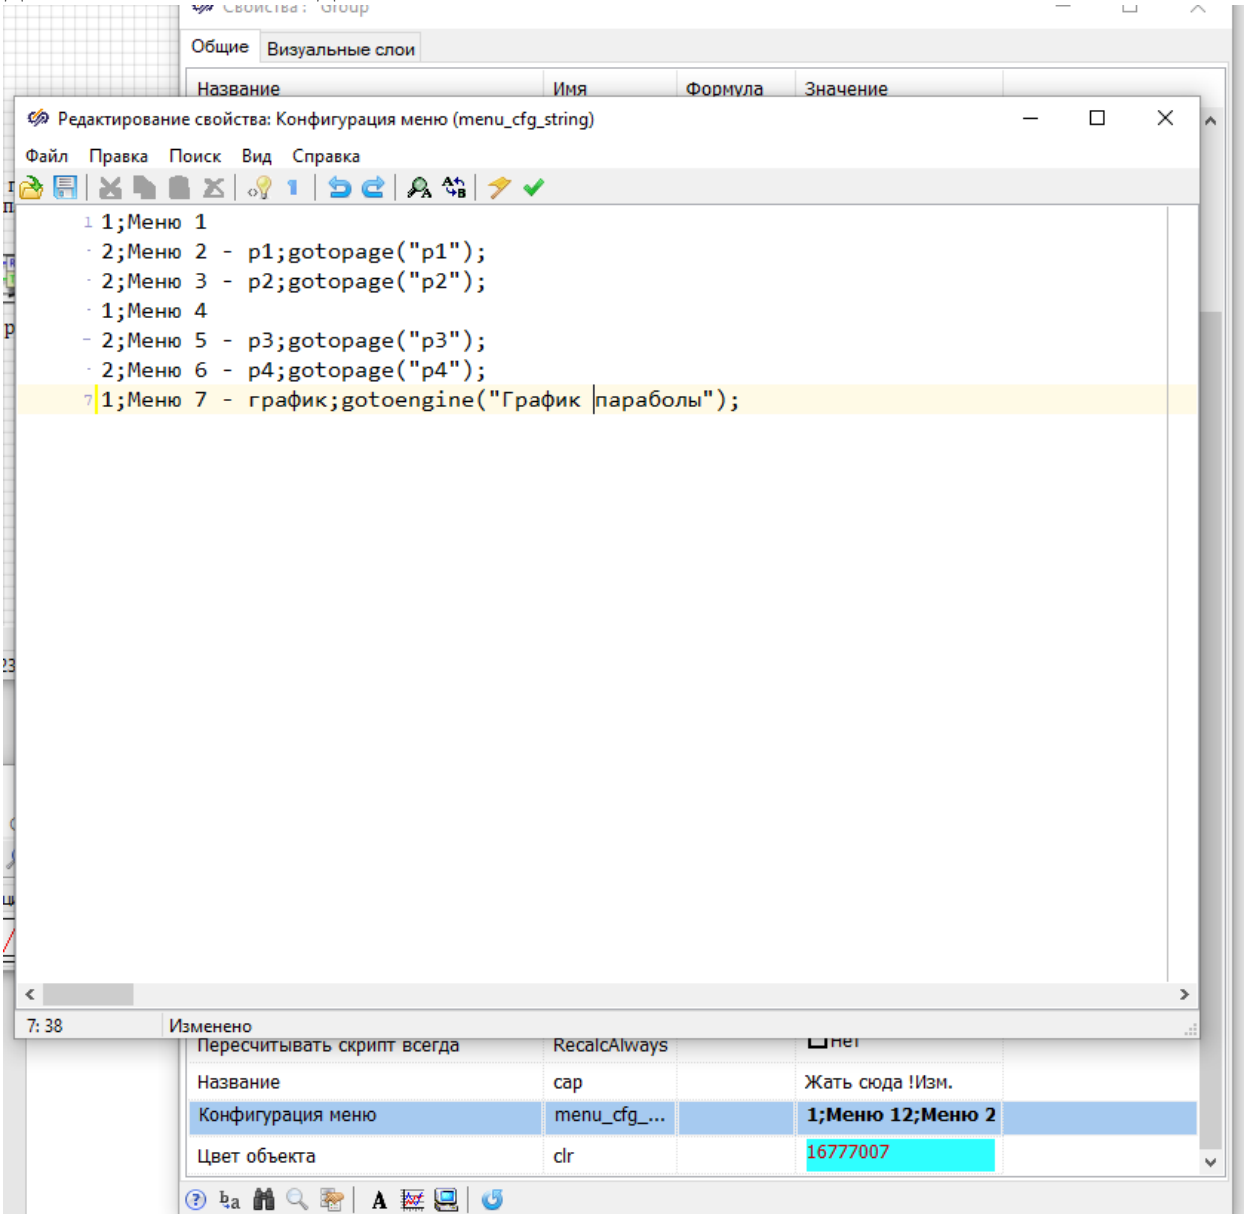 Свойства: Group
Общие
Визуальные слои
Название Имя Формула Значение
Редактирование свойства: Конфигурация меню (menu_cfg_string)
Файл Правка Поиск Вид Справка
1 1;Меню 1
2;Меню 2 - p1;gotopage("p1");
2;Меню 3 - p2;gotopage("p2");
1;Меню 4
2;Меню 5 - p3;gotopage("p3");
2;Меню 6 - p4;gotopage("p4");
7 1;Меню 7 - график;gotoengine("График параболы");
7: 38 Изменено
Пересчитывать скрипт всегда RecalcAlways Нет
Название cap Жать сюда !Изм.
Конфигурация меню menu_cfg_... 1;Меню 12;Меню 2
Цвет объекта clr 16777007